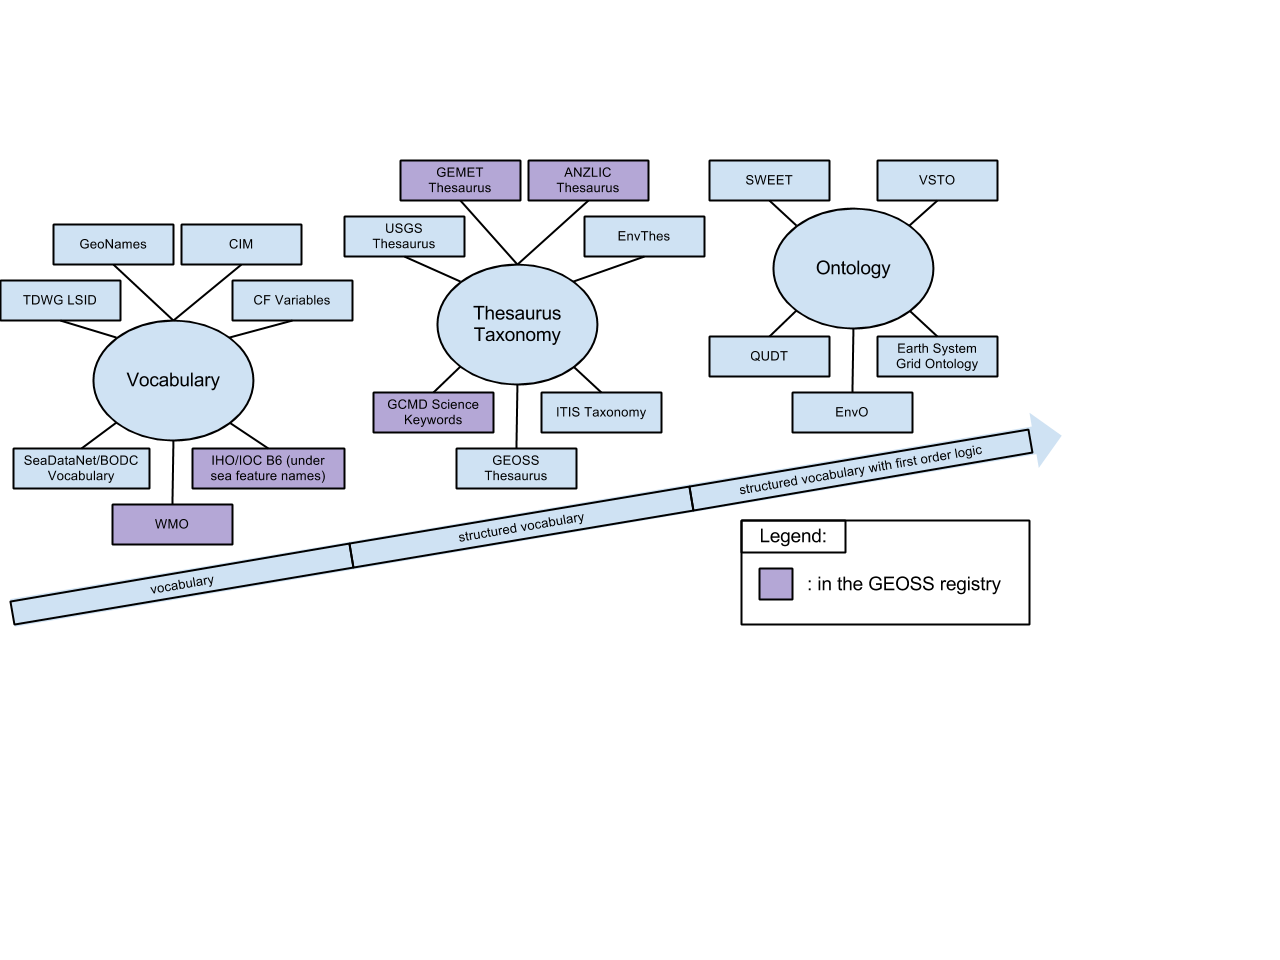 GEMET
Thesaurus
ANZLIC
Thesaurus
SWEET
VSTO
USGS
Thesaurus
EnvThes
GeoNames
CIM
TDWG LSID
CF Variables
Thesaurus
Taxonomy
Ontology
Vocabulary
QUDT
Earth System
Grid Ontology
EnvO
GCMD Science
Keywords
ITIS Taxonomy
GEOSS
Thesaurus
SeaDataNet/BODC
Vocabulary
IHO/IOC B6 (under
sea feature names)
WMO
vocabulary
structured vocabulary
structured vocabulary with first order logic
Legend:
: in the GEOSS registry